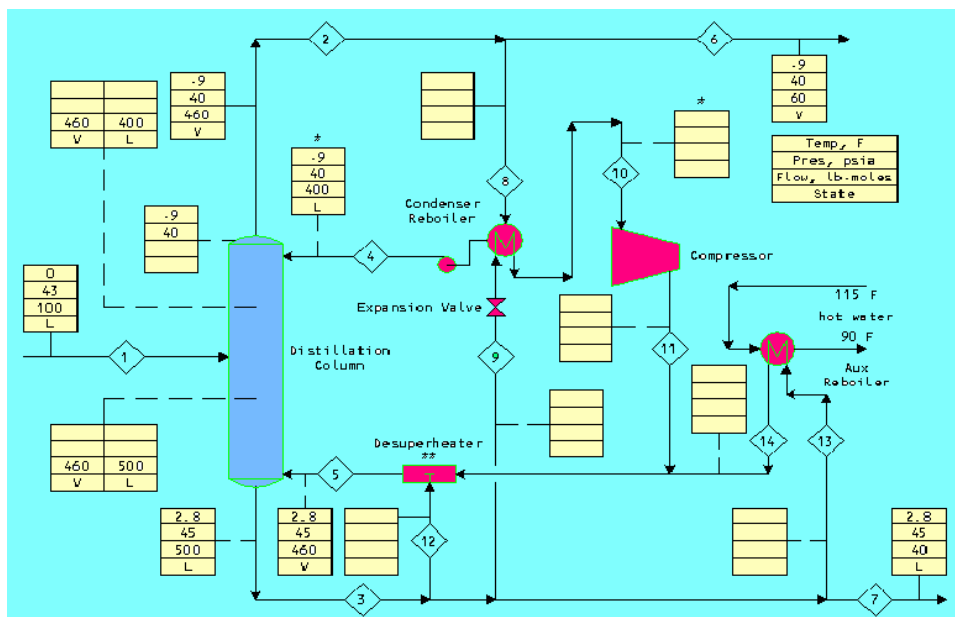 2
6
-9
40
460
V
-9
40
60
V
460 400
V L
*
-9
40
400
L
*
10
Temp, F
Pres, psia
Flow, lb-moles
State
8
Condenser
Reboiler
M
-9
40
4
Compressor
0
43
100
L
Expansion Valve
115 F
hot water
90 F
M
Aux
Reboiler
1
Distillation
Column
9
11
460 500
V L
Desuperheater
**
14
13
5
T
2.8
45
500
L
2.8
45
460
V
12
2.8
45
40
L
3
7